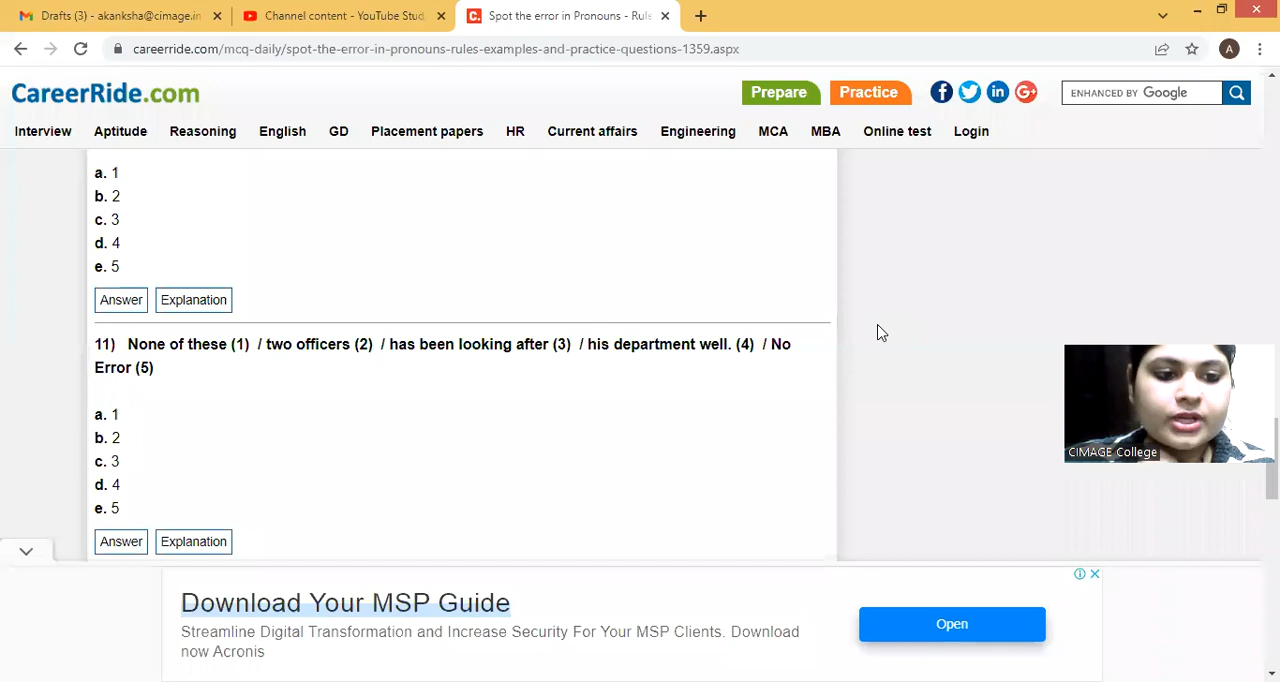 Drafts (3) - akanksha@cimage.in
Channel content - YouTube Stud
Spot the error in Pronouns - Rule
careerride.com/mcq-daily/spot-the-error-in-pronouns-rules-examples-and-practice-questions-1359.aspx
A
CareerRide.com
Prepare
Practice
ENHANCED BY Google
Interview Aptitude Reasoning English GD Placement papers HR Current affairs Engineering MCA MBA Online test Login
a. 1
b. 2
c. 3
d. 4
e. 5
Answer Explanation
11) None of these (1) / two officers (2) / has been looking after (3) / his department well. (4) / No
Error (5)
a. 1
b. 2
c. 3
d. 4
e. 5
Answer Explanation
CIMAGE College
Download Your MSP Guide
Streamline Digital Transformation and Increase Security For Your MSP Clients. Download
now Acronis
Open